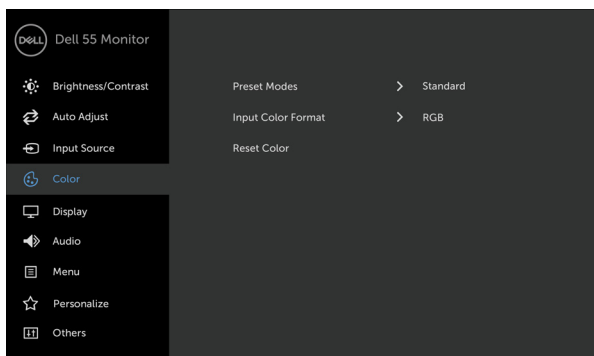 DELL Dell 55 Monitor
Brightness/Contrast
Auto Adjust
Input Source
Color
Display
Audio
Menu
Personalize
Others
Preset Modes > Standard
Input Color Format > RGB
Reset Color